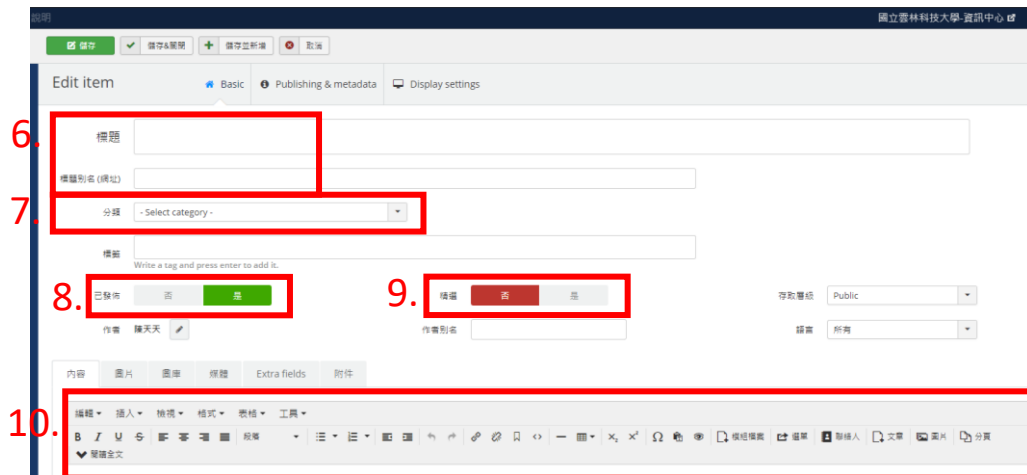 說明 國立雲林科技大學-資訊中心
儲存 儲存&關閉 儲存並新增 取消
Edit item Basic Publishing & metadata Display settings
6. 標題
標題別名 (網址)
7. 分類 - Select category -
標籤
Write a tag and press enter to add it.
8. 已發佈 否 是 9. 精選 否 是 存取層級 Public
作者 陳天天 作者別名 語言 所有
內容 圖片 圖庫 媒體 Extra fields 附件
10. 編輯 插入 檢視 格式 表格 工具
B I U S 段落 x₂ x² Ω 模組檔案 選單 聯絡人 文章 圖片 分頁
閱讀全文